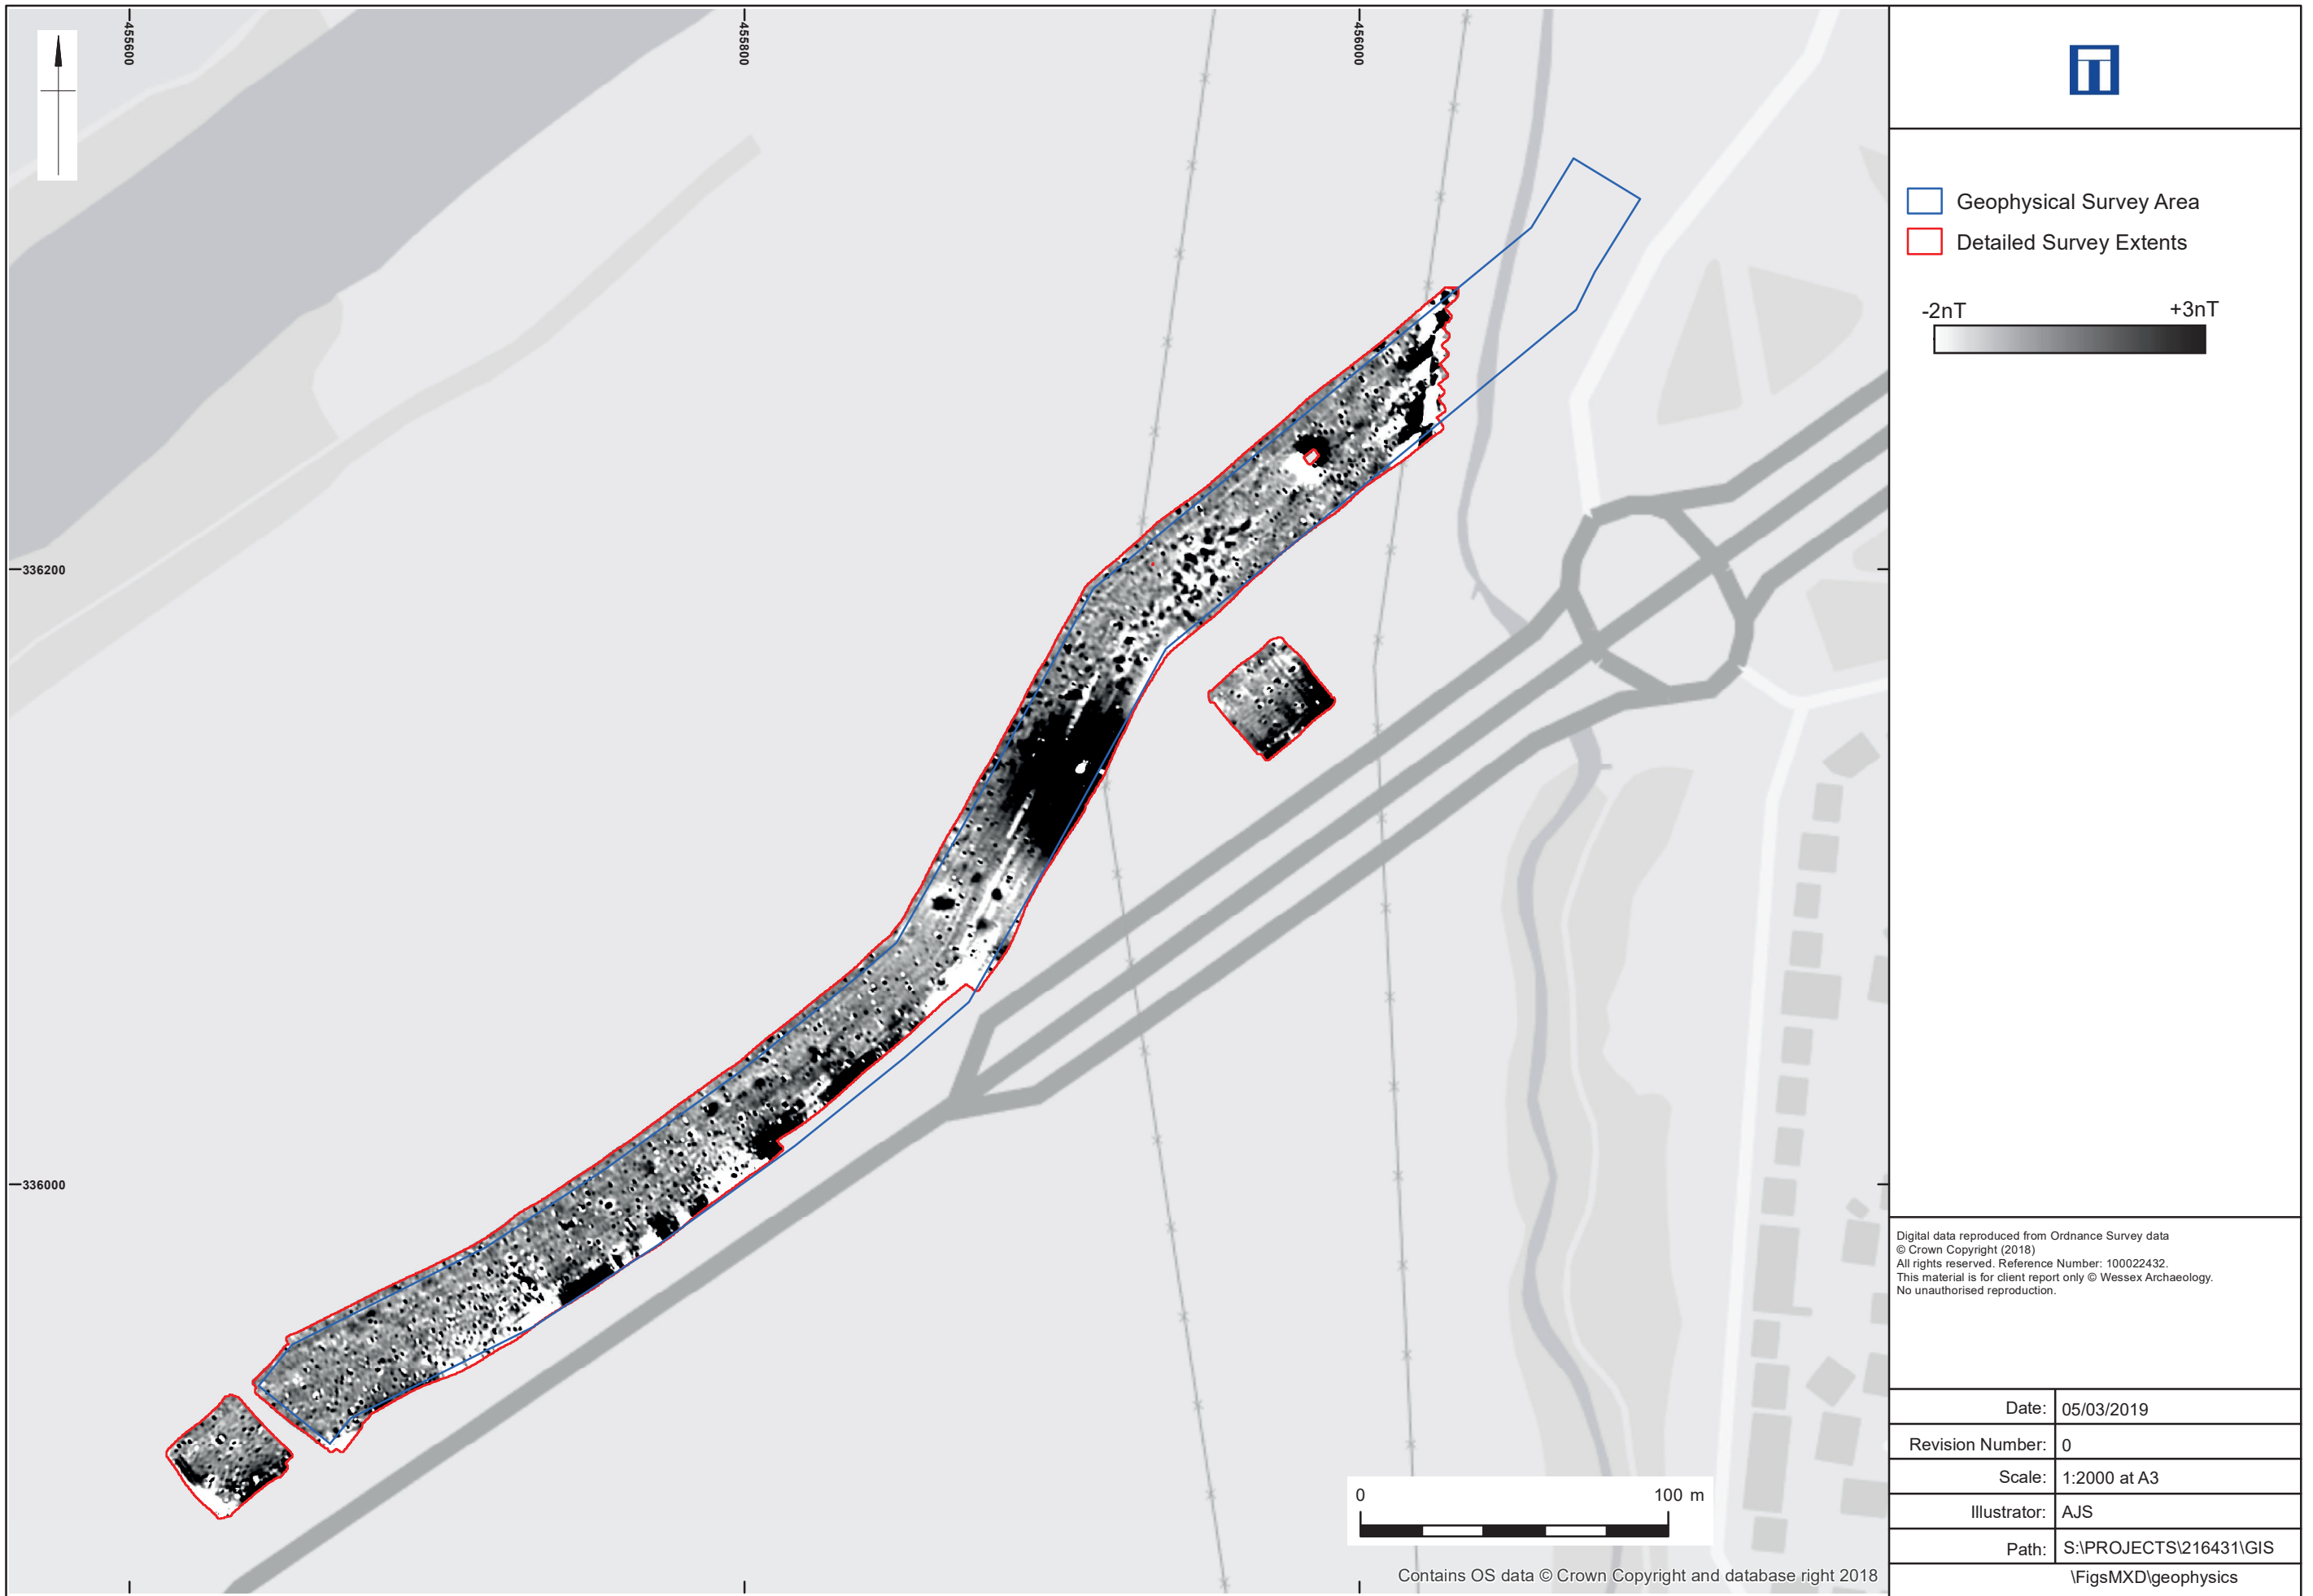 455600
455800
456000
336200
336000
Geophysical Survey Area
Detailed Survey Extents
-2nT
+3nT
0
100 m
Contains OS data © Crown Copyright and database right 2018
Digital data reproduced from Ordnance Survey data
© Crown Copyright (2018)
All rights reserved. Reference Number: 100022432.
This material is for client report only © Wessex Archaeology.
No unauthorised reproduction.
Date: 05/03/2019
Revision Number: 0
Scale: 1:2000 at A3
Illustrator: AJS
Path: S:\PROJECTS\216431\GIS
\FigsMXD\geophysics